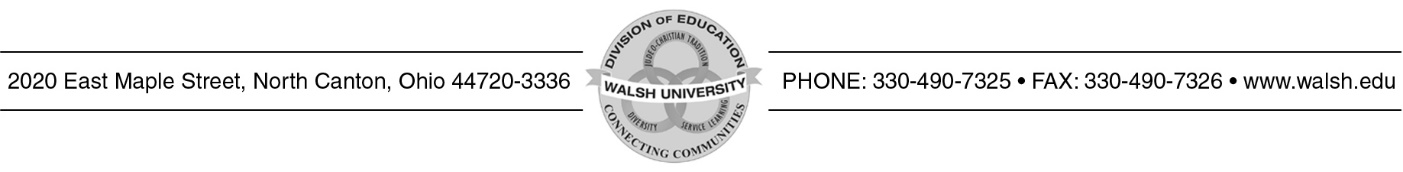 2020 East Maple Street, North Canton, Ohio 44720-3336
DIVISION OF EDUCATION
JUDEO-CHRISTIAN TRADITION
WALSH UNIVERSITY
DIVERSITY
SERVICE LEARNING
CONNECTING COMMUNITIES
PHONE: 330-490-7325 • FAX: 330-490-7326 • www.walsh.edu